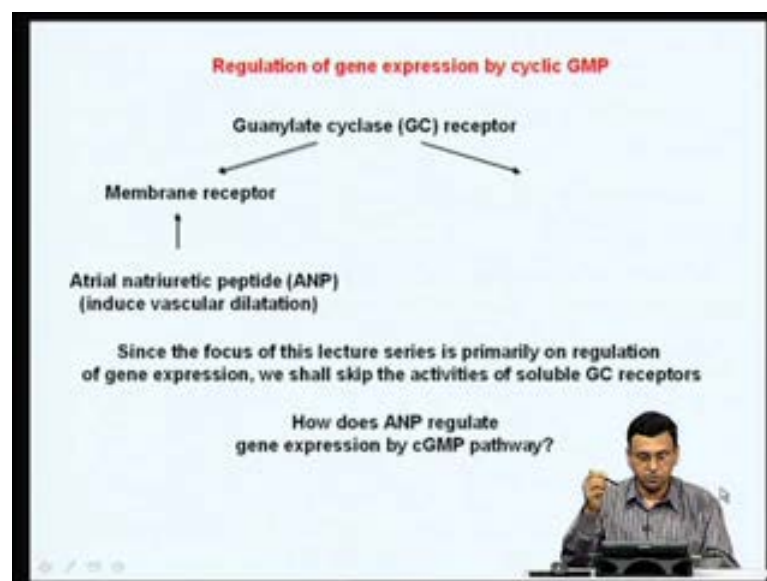 Regulation of gene expression by cyclic GMP
Guanylate cyclase (GC) receptor
Membrane receptor
Atrial natriuretic peptide (ANP)
(induce vascular dilatation)
Since the focus of this lecture series is primarily on regulation
of gene expression, we shall skip the activities of soluble GC receptors
How does ANP regulate
gene expression by cGMP pathway?